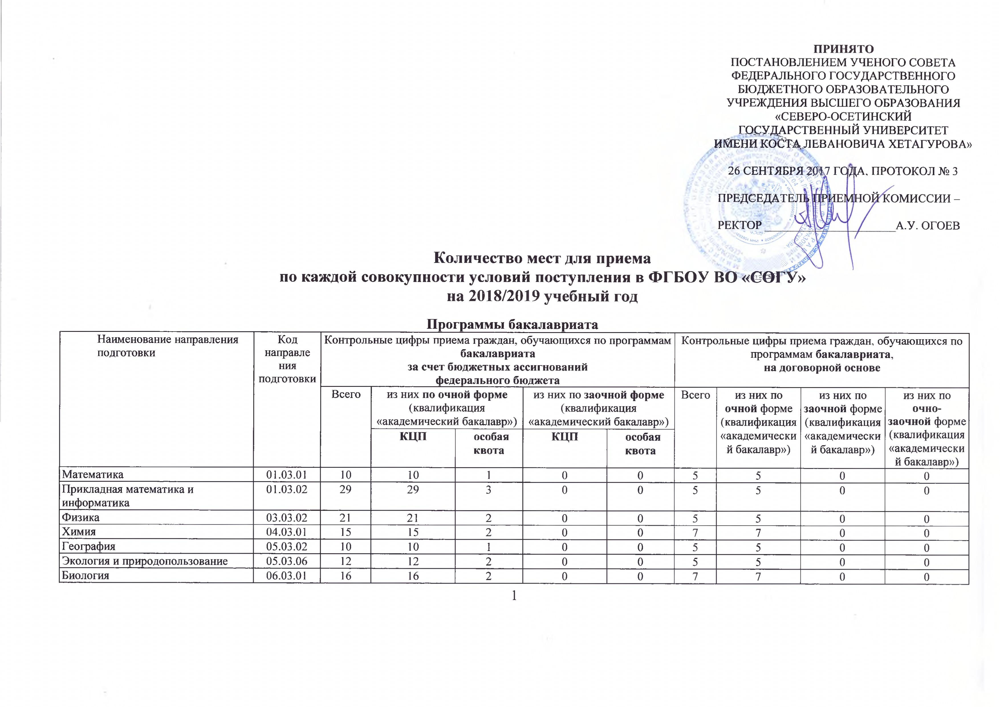 ПРИНЯТО
ПОСТАНОВЛЕНИЕМ УЧЕНОГО СОВЕТА
ФЕДЕРАЛЬНОГО ГОСУДАРСТВЕННОГО
БЮДЖЕТНОГО ОБРАЗОВАТЕЛЬНОГО
УЧРЕЖДЕНИЯ ВЫСШЕГО ОБРАЗОВАНИЯ
«СЕВЕРО-ОСЕТИНСКИЙ
ГОСУДАРСТВЕННЫЙ УНИВЕРСИТЕТ
ИМЕНИ КОСТА ЛЕВАНОВИЧА ХЕТАГУРОВА»
26 СЕНТЯБРЯ 2017 ГОДА, ПРОТОКОЛ № 3
ПРЕДСЕДАТЕЛЬ ПРИЕМНОЙ КОМИССИИ –
РЕКТОР ______________________А.У. ОГОЕВ
Количество мест для приема
по каждой совокупности условий поступления в ФГБОУ ВО «СОГУ»
на 2018/2019 учебный год
Программы бакалавриата
Наименование направления
подготовки
Код
направле
ния
подготовки
Контрольные цифры приема граждан, обучающихся по программам
бакалавриата
за счет бюджетных ассигнований
федерального бюджета
Контрольные цифры приема граждан, обучающихся по
программам бакалавриата,
на договорной основе
Всего
из них по очной форме
(квалификация
«академический бакалавр»)
из них по заочной форме
(квалификация
«академический бакалавр»)
Всего
из них по
очной форме
(квалификация
«академически
й бакалавр»)
из них по
заочной форме
(квалификация
«академически
й бакалавр»)
из них по
очно-
заочной форме
(квалификация
«академически
й бакалавр»)
КЦП
особая
квота
КЦП
особая
квота
Математика 01.03.01 10 10 1 0 0 5 5 0 0
Прикладная математика и 01.03.02 29 29 3 0 0 5 5 0 0
информатика
Физика 03.03.02 21 21 2 0 0 5 5 0 0
Химия 04.03.01 15 15 2 0 0 7 7 0 0
География 05.03.02 10 10 1 0 0 5 5 0 0
Экология и природопользование 05.03.06 12 12 2 0 0 5 5 0 0
Биология 06.03.01 16 16 2 0 0 7 7 0 0
1